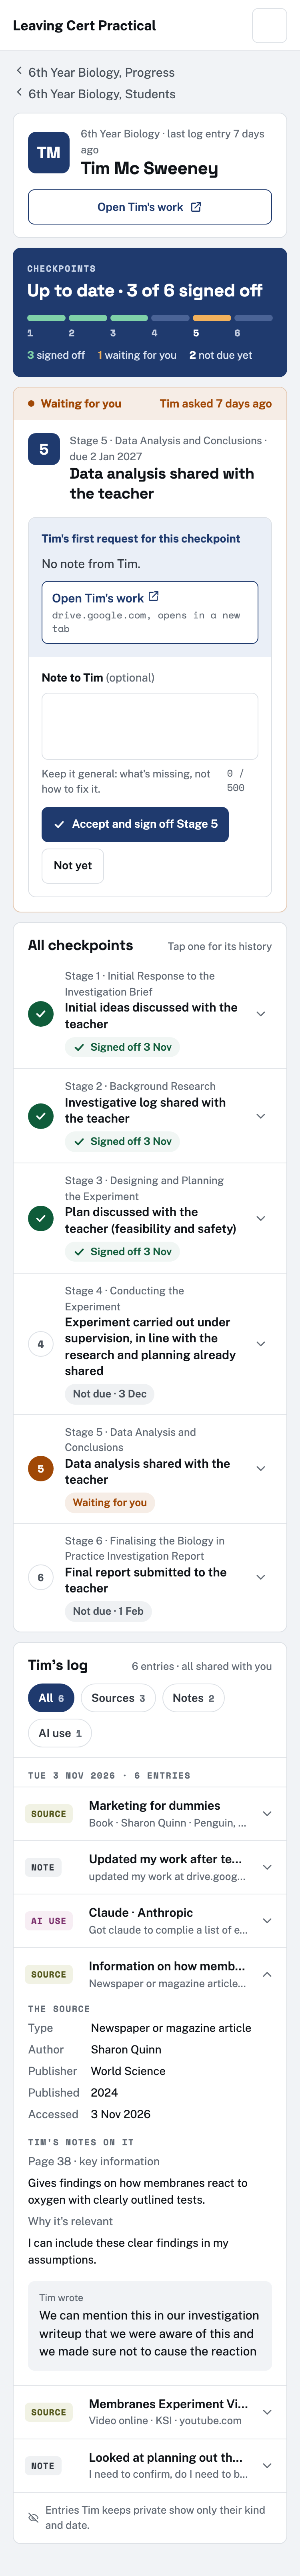 Leaving Cert Practical
6th Year Biology, Progress
6th Year Biology, Students
TM
6th Year Biology · last log entry 7 days
ago
Tim Mc Sweeney
Open Tim's work
CHECKPOINTS
Up to date · 3 of 6 signed off
1 2 3 4 5 6
3 signed off 1 waiting for you 2 not due yet
Waiting for you Tim asked 7 days ago
5
Stage 5 · Data Analysis and Conclusions ·
due 2 Jan 2027
Data analysis shared with
the teacher
Tim's first request for this checkpoint
No note from Tim.
Open Tim's work
drive.google.com, opens in a new
tab
Note to Tim (optional)
Keep it general: what's missing, not
how to fix it.
0 /
500
Accept and sign off Stage 5
Not yet
All checkpoints Tap one for its history
Stage 1 · Initial Response to the
Investigation Brief
Initial ideas discussed with the
teacher
Signed off 3 Nov
Stage 2 · Background Research
Investigative log shared with
the teacher
Signed off 3 Nov
Stage 3 · Designing and Planning
the Experiment
Plan discussed with the
teacher (feasibility and safety)
Signed off 3 Nov
Stage 4 · Conducting the
Experiment
4
Experiment carried out under
supervision, in line with the
research and planning already
shared
Not due · 3 Dec
Stage 5 · Data Analysis and
Conclusions
5
Data analysis shared with the
teacher
Waiting for you
Stage 6 · Finalising the Biology in
Practice Investigation Report
6
Final report submitted to the
teacher
Not due · 1 Feb
Tim's log 6 entries · all shared with you
All 6 Sources 3 Notes 2
AI use 1
TUE 3 NOV 2026 · 6 ENTRIES
SOURCE
Marketing for dummies
Book · Sharon Quinn · Penguin, ...
NOTE
Updated my work after te...
updated my work at drive.goog...
AI USE
Claude · Anthropic
Got claude to complie a list of e...
SOURCE
Information on how memb...
Newspaper or magazine article...
THE SOURCE
Type Newspaper or magazine article
Author Sharon Quinn
Publisher World Science
Published 2024
Accessed 3 Nov 2026
TIM'S NOTES ON IT
Page 38 · key information
Gives findings on how membranes react to
oxygen with clearly outlined tests.
Why it's relevant
I can include these clear findings in my
assumptions.
Tim wrote
We can mention this in our investigation
writeup that we were aware of this and
we made sure not to cause the reaction
SOURCE
Membranes Experiment Vi...
Video online · KSI · youtube.com
NOTE
Looked at planning out th...
I need to confirm, do I need to b...
Entries Tim keeps private show only their kind
and date.